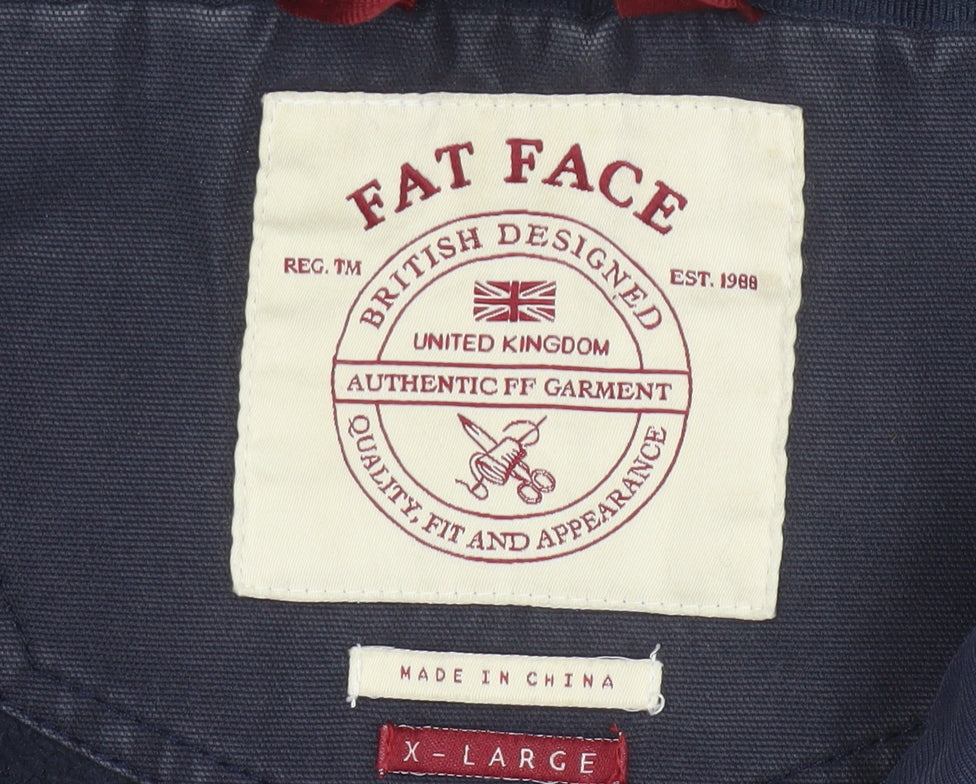 FAT FACE
REG. TM
EST. 1988
BRITISH DESIGNED
UNITED KINGDOM
AUTHENTIC FF GARMENT
QUALITY, FIT AND APPEARANCE
MADE IN CHINA
X-LARGE